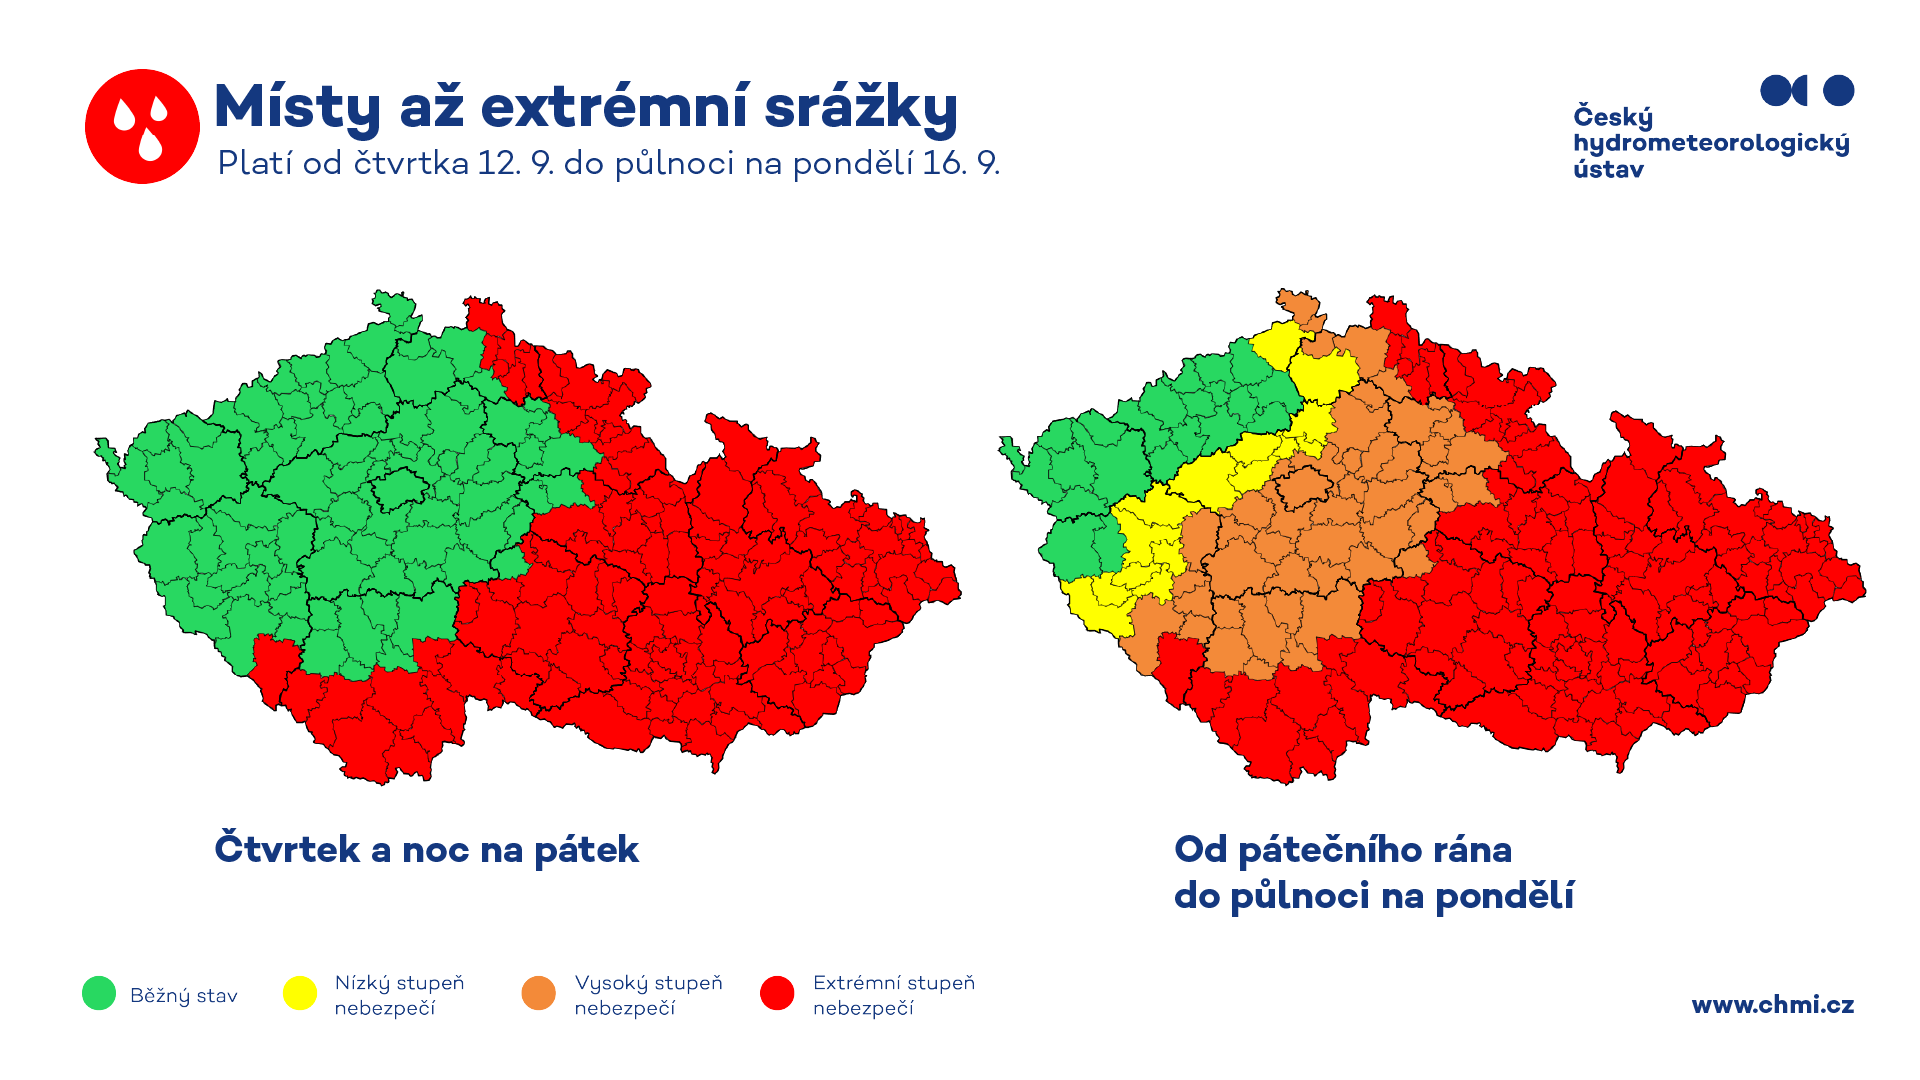 Místy až extrémní srážky
Platí od čtvrtka 12. 9. do půlnoci na pondělí 16. 9.
Český
hydrometeorologický
ústav
Čtvrtek a noc na pátek
Od pátečního rána
do půlnoci na pondělí
Běžný stav
Nízký stupeň
nebezpečí
Vysoký stupeň
nebezpečí
Extrémní stupeň
nebezpečí
www.chmi.cz